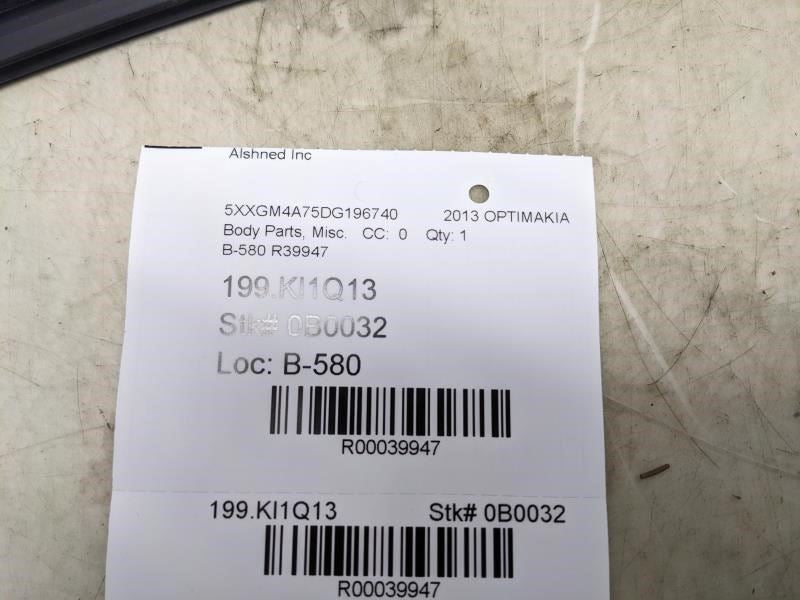 Alshned Inc
5XXGM4A75DG196740 2013 OPTIMAKIA
Body Parts, Misc. CC: 0 Qty: 1
B-580 R39947
199.KI1Q13
Stk# 0B0032
Loc: B-580
R00039947
199.KI1Q13 Stk# 0B0032
R00039947